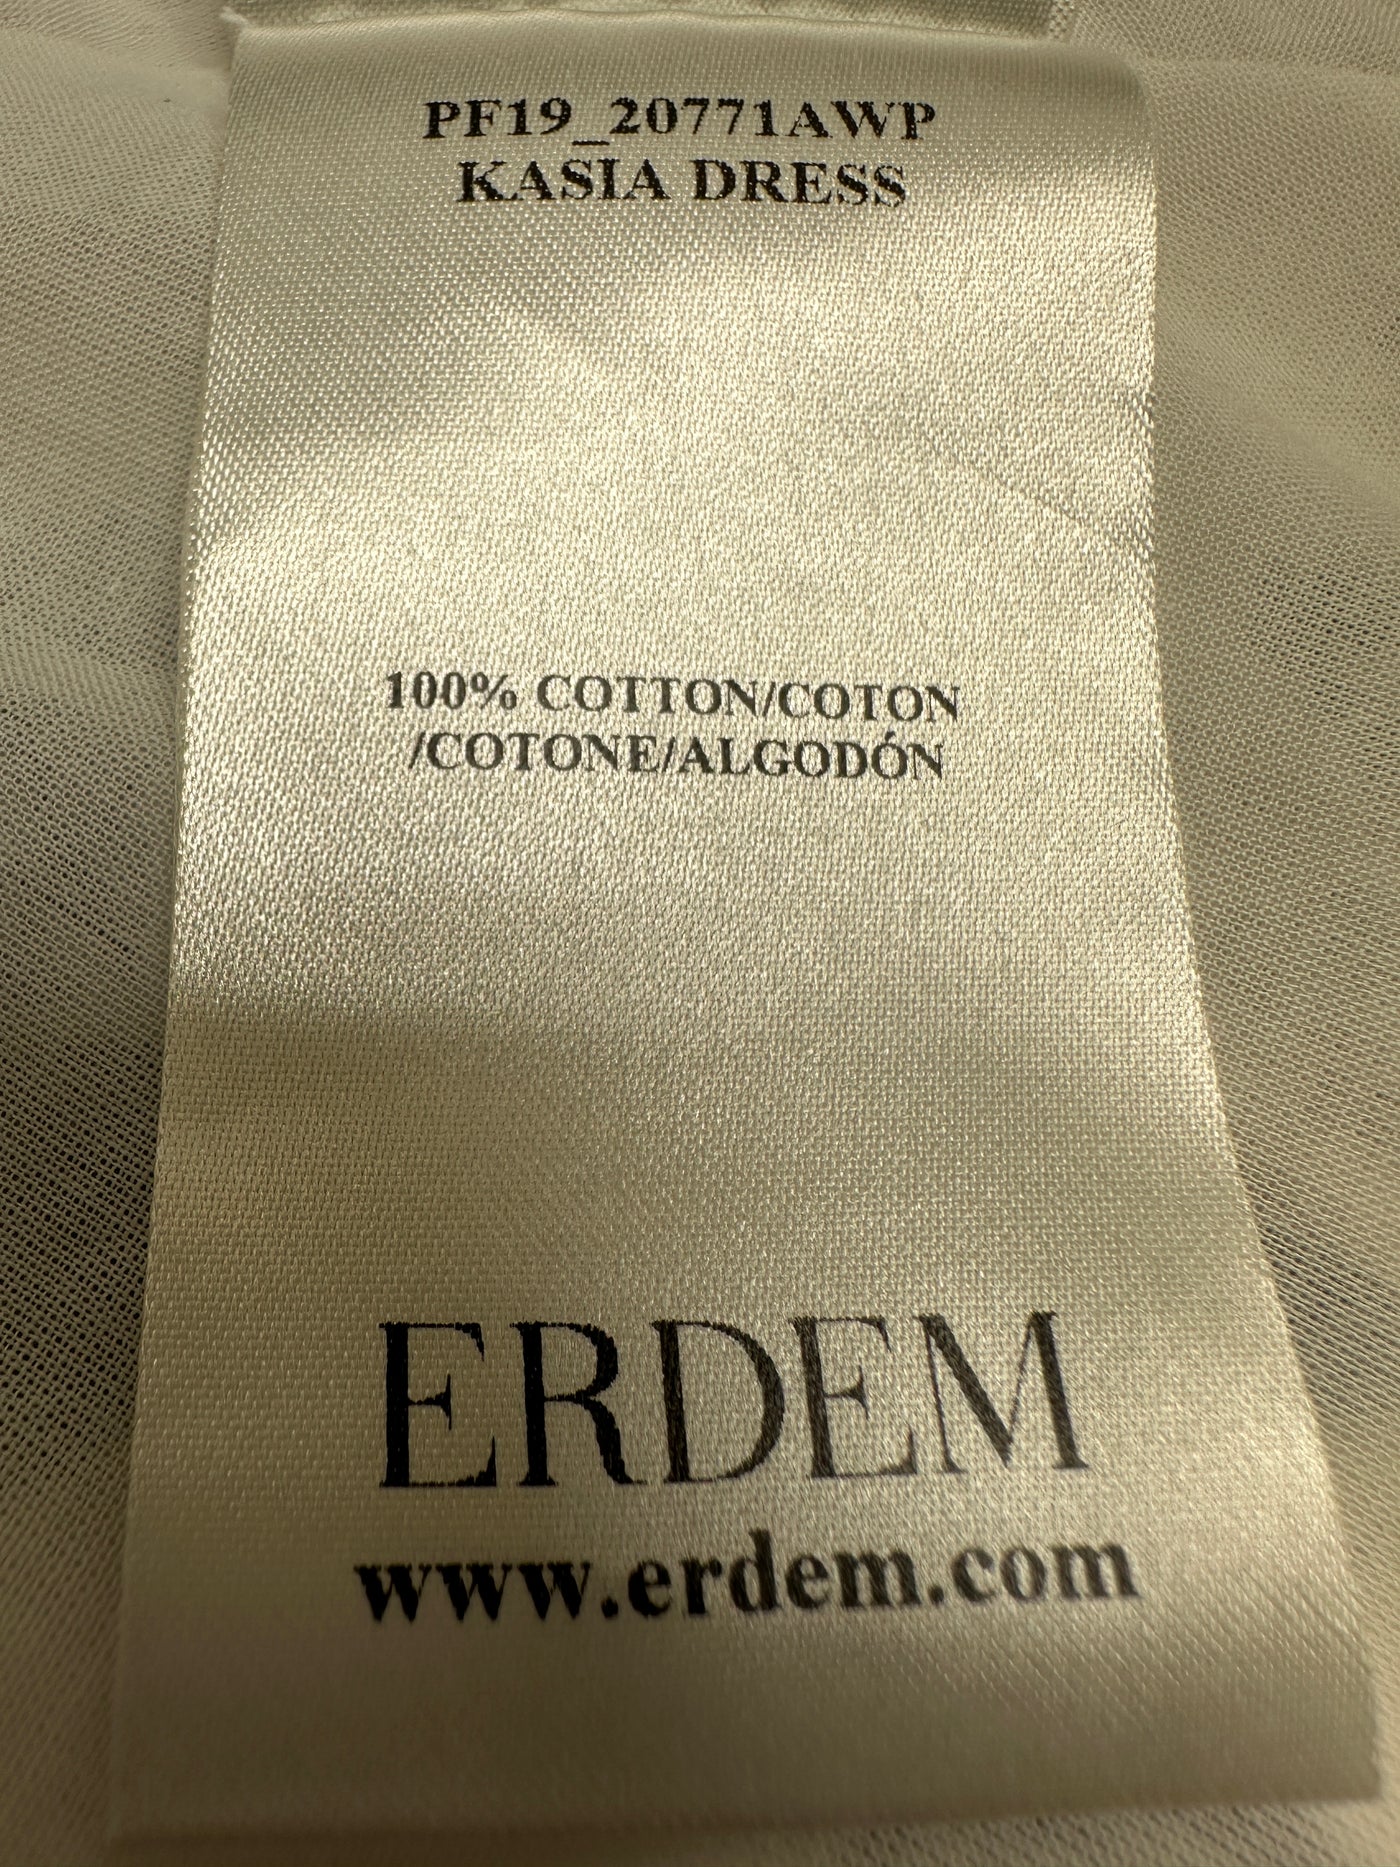 PF19_20771AWP
KASIA DRESS
100% COTTON/COTON
/COTONE/ALGODÓN
ERDEM
www.erdem.com